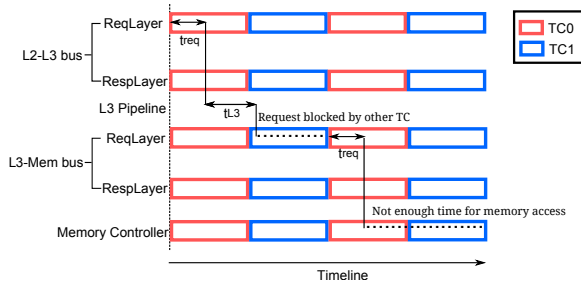 ReqLayer
TC0
TC1
treq
L2-L3 bus
RespLayer
L3 Pipeline
tL3
Request blocked by other TC
ReqLayer
treq
L3-Mem bus
RespLayer
Not enough time for memory access
Memory Controller
Timeline